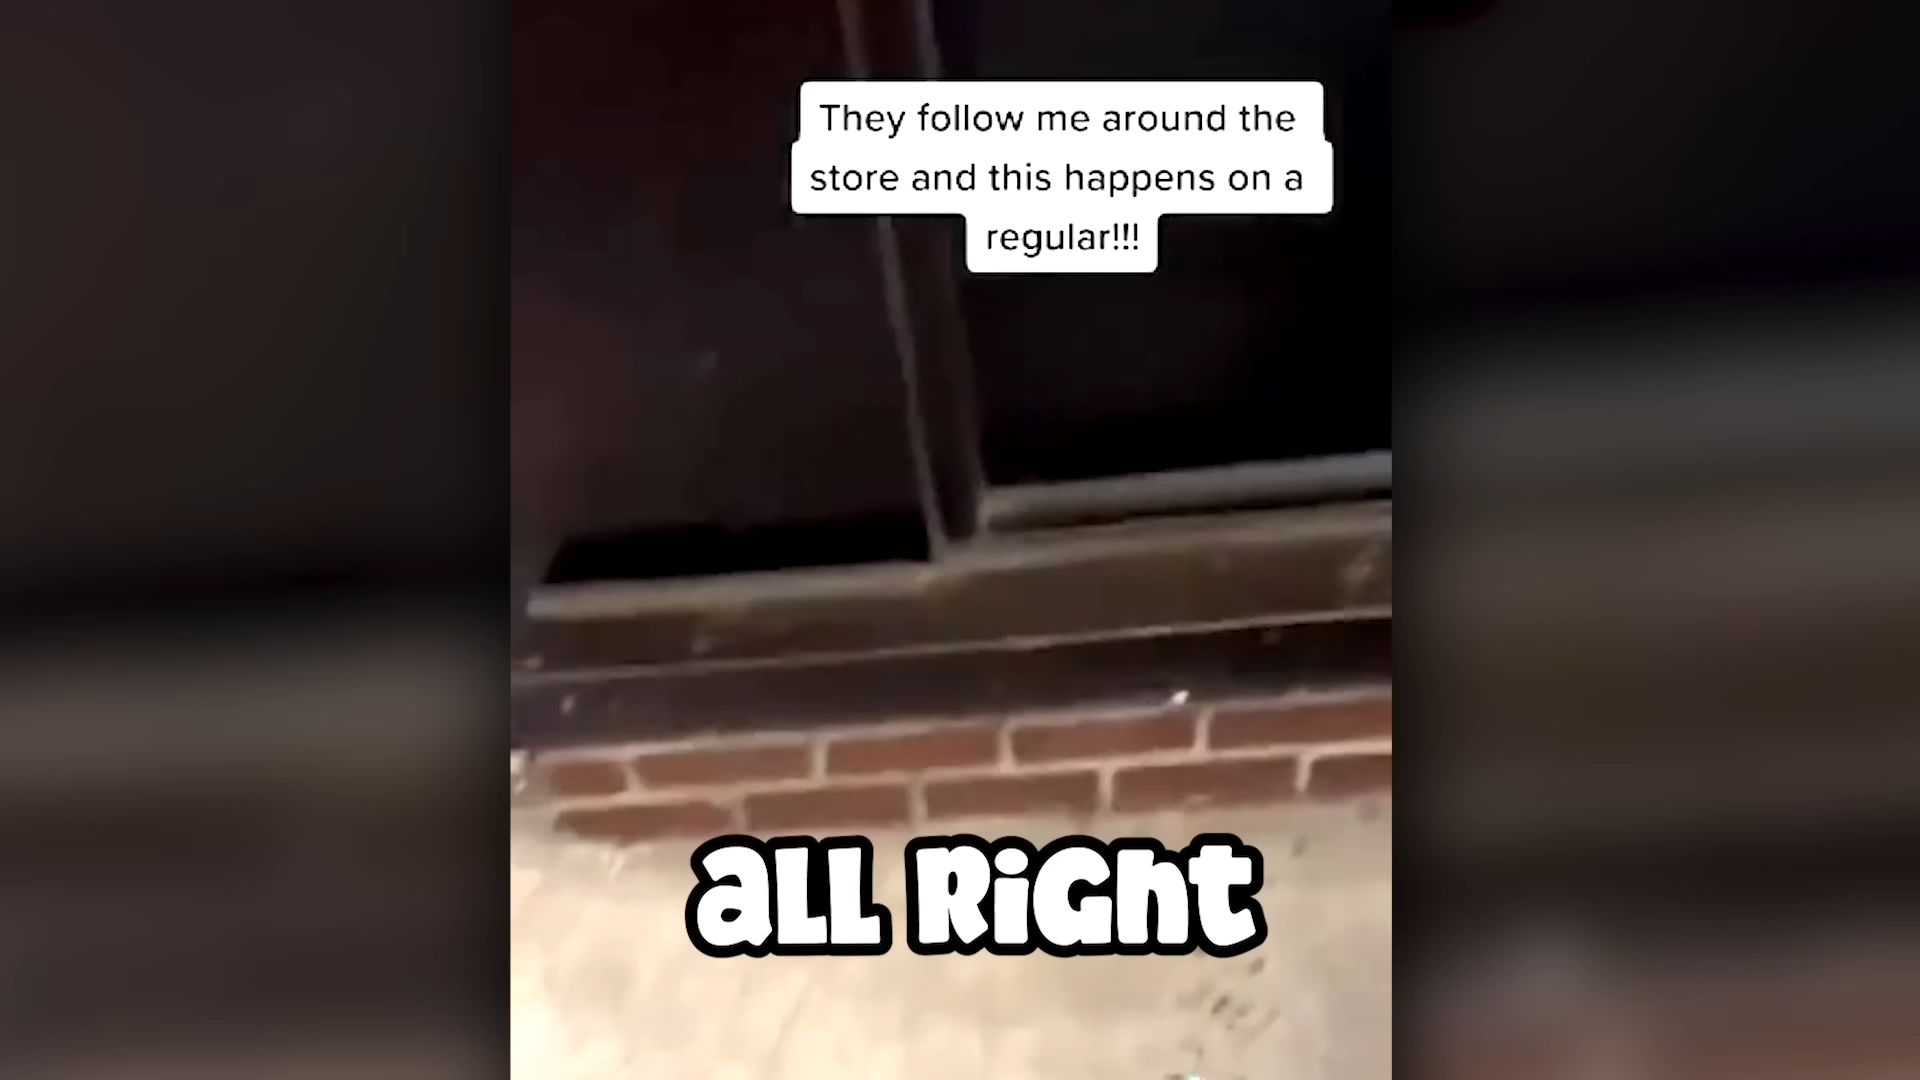 They follow me around the
store and this happens on a
regular!!!
all right